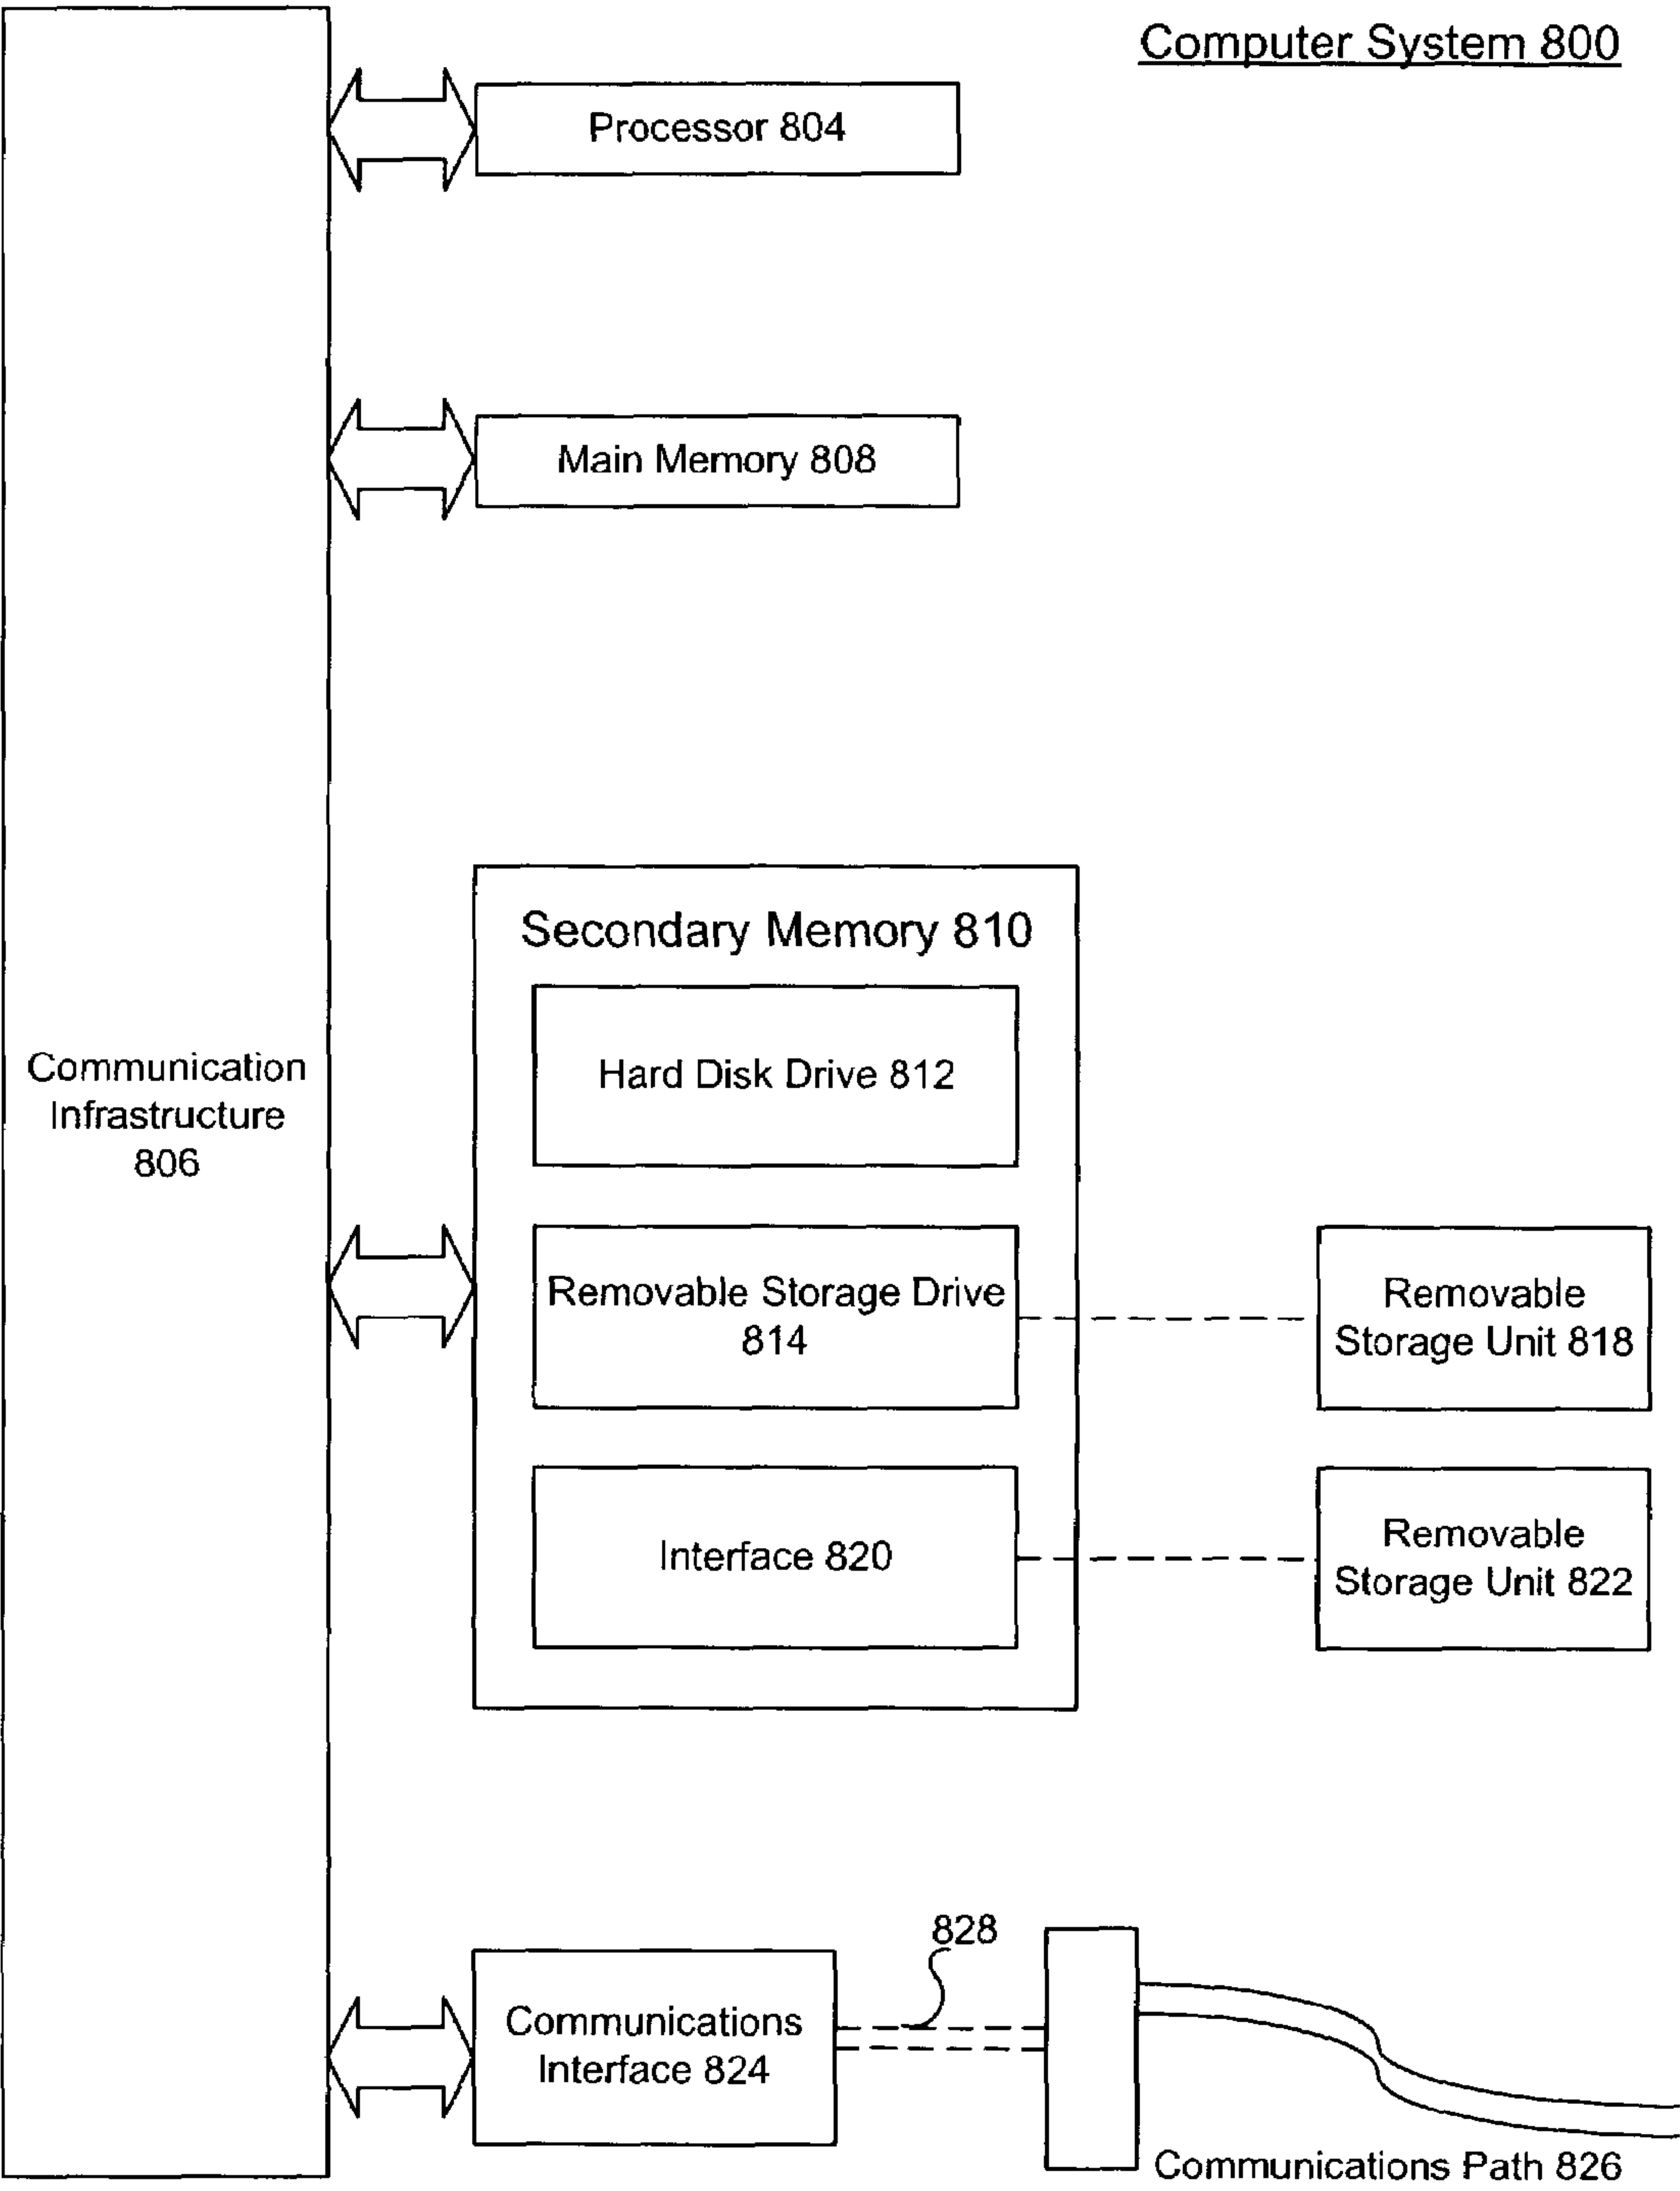 Computer System 800
Processor 804
Main Memory 808
Communication
Infrastructure
806
Secondary Memory 810
Hard Disk Drive 812
Removable Storage Drive
814
Removable
Storage Unit 818
Interface 820
Removable
Storage Unit 822
828
Communications
Interface 824
Communications Path 826